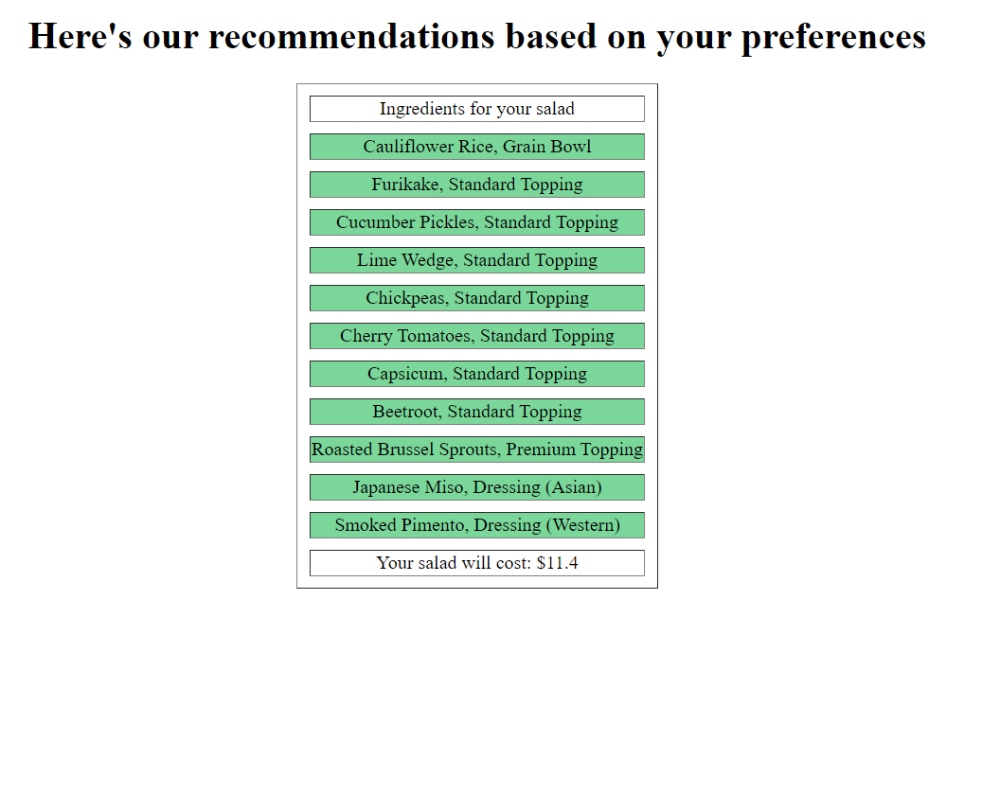 Here's our recommendations based on your preferences
Ingredients for your salad
Cauliflower Rice, Grain Bowl
Furikake, Standard Topping
Cucumber Pickles, Standard Topping
Lime Wedge, Standard Topping
Chickpeas, Standard Topping
Cherry Tomatoes, Standard Topping
Capsicum, Standard Topping
Beetroot, Standard Topping
Roasted Brussel Sprouts, Premium Topping
Japanese Miso, Dressing (Asian)
Smoked Pimento, Dressing (Western)
Your salad will cost: $11.4